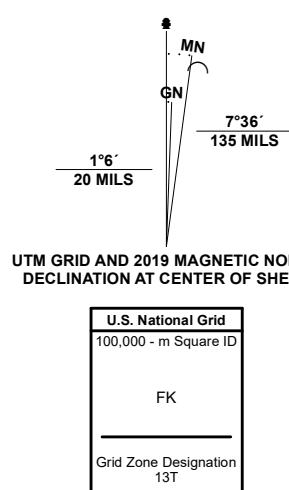 MN
GN
7°36´
135 MILS
1°6´
20 MILS
UTM GRID AND 2019 MAGNETIC NO
DECLINATION AT CENTER OF SHE
U.S. National Grid
100,000 - m Square ID
FK
Grid Zone Designation
13T